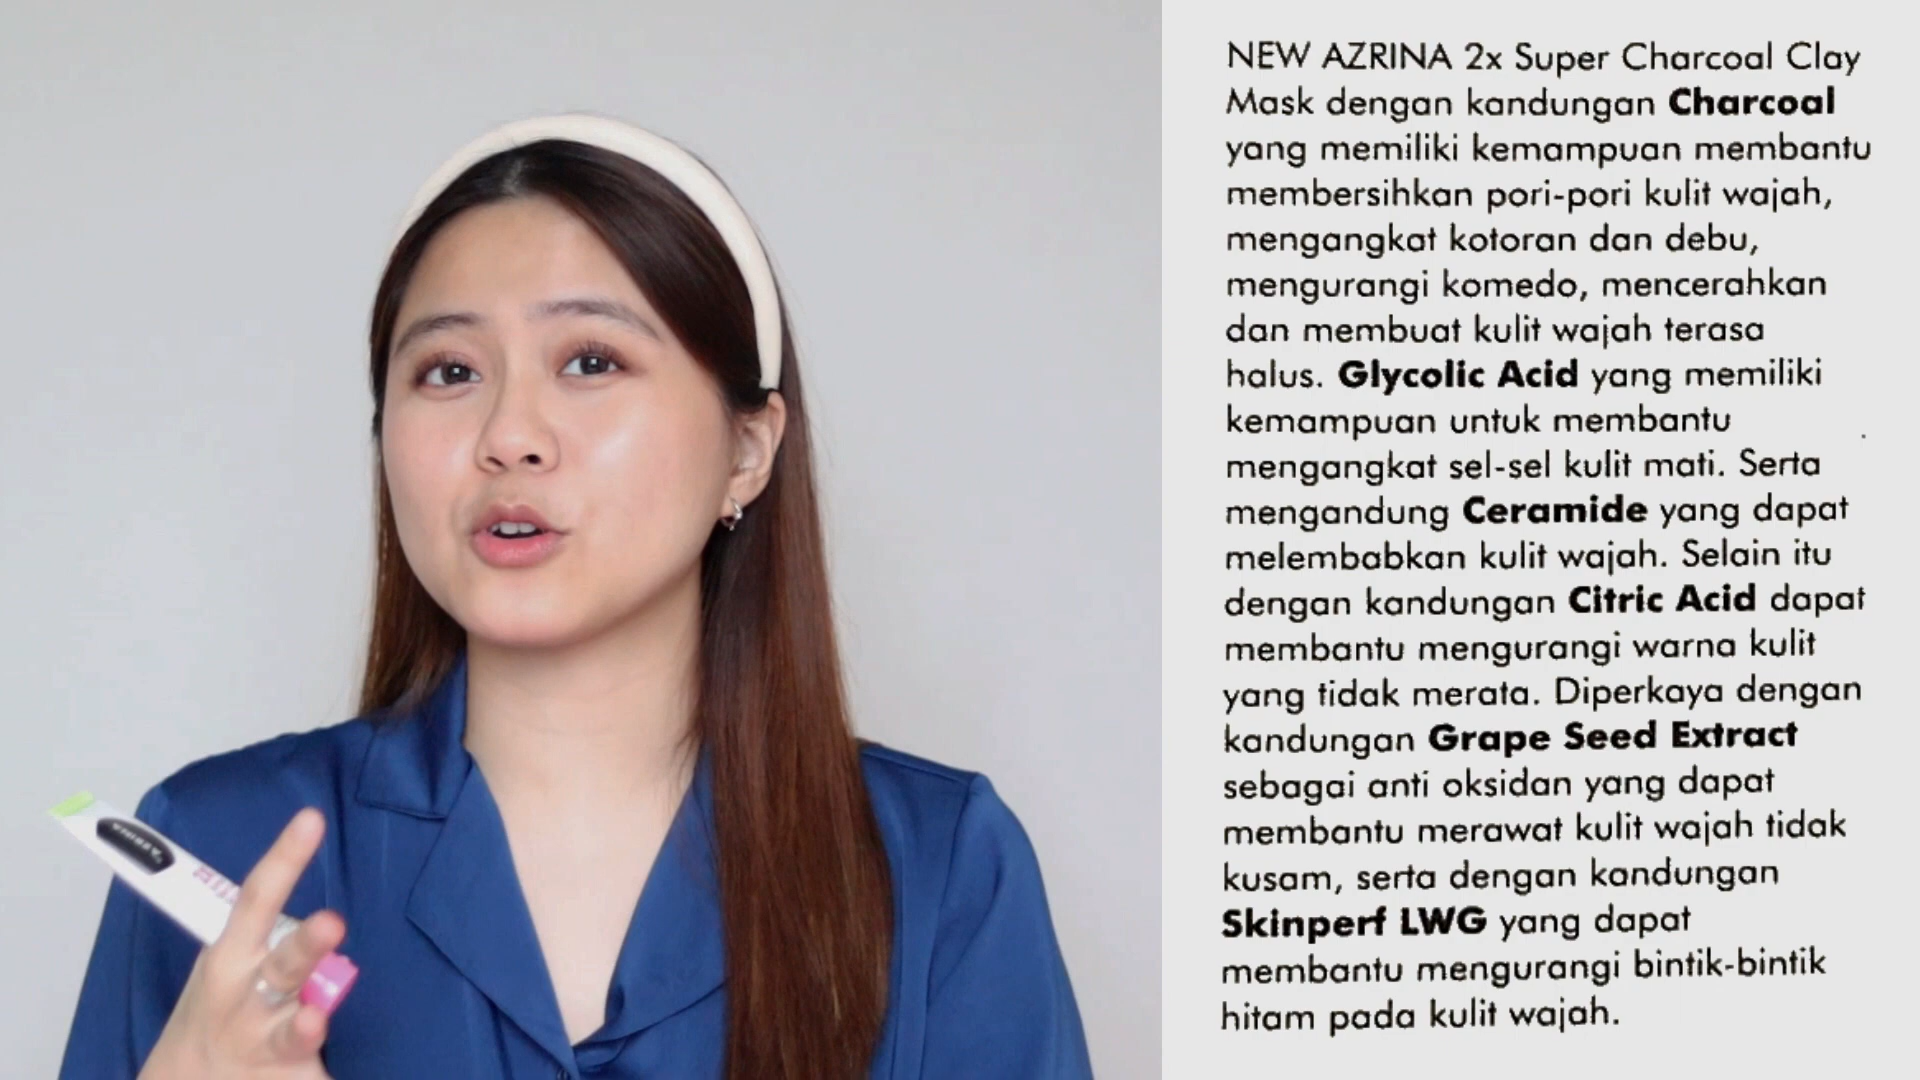 NEW AZRINA 2x Super Charcoal Clay
Mask dengan kandungan Charcoal
yang memiliki kemampuan membantu
membersihkan pori-pori kulit wajah,
mengangkat kotoran dan debu,
mengurangi komedo, mencerahkan
dan membuat kulit wajah terasa
halus. Glycolic Acid yang memiliki
kemampuan untuk membantu
mengangkat sel-sel kulit mati. Serta
mengandung Ceramide yang dapat
melembabkan kulit wajah. Selain itu
dengan kandungan Citric Acid dapat
membantu mengurangi warna kulit
yang tidak merata. Diperkaya dengan
kandungan Grape Seed Extract
sebagai anti oksidan yang dapat
membantu merawat kulit wajah tidak
kusam, serta dengan kandungan
Skinperf LWG yang dapat
membantu mengurangi bintik-bintik
hitam pada kulit wajah.